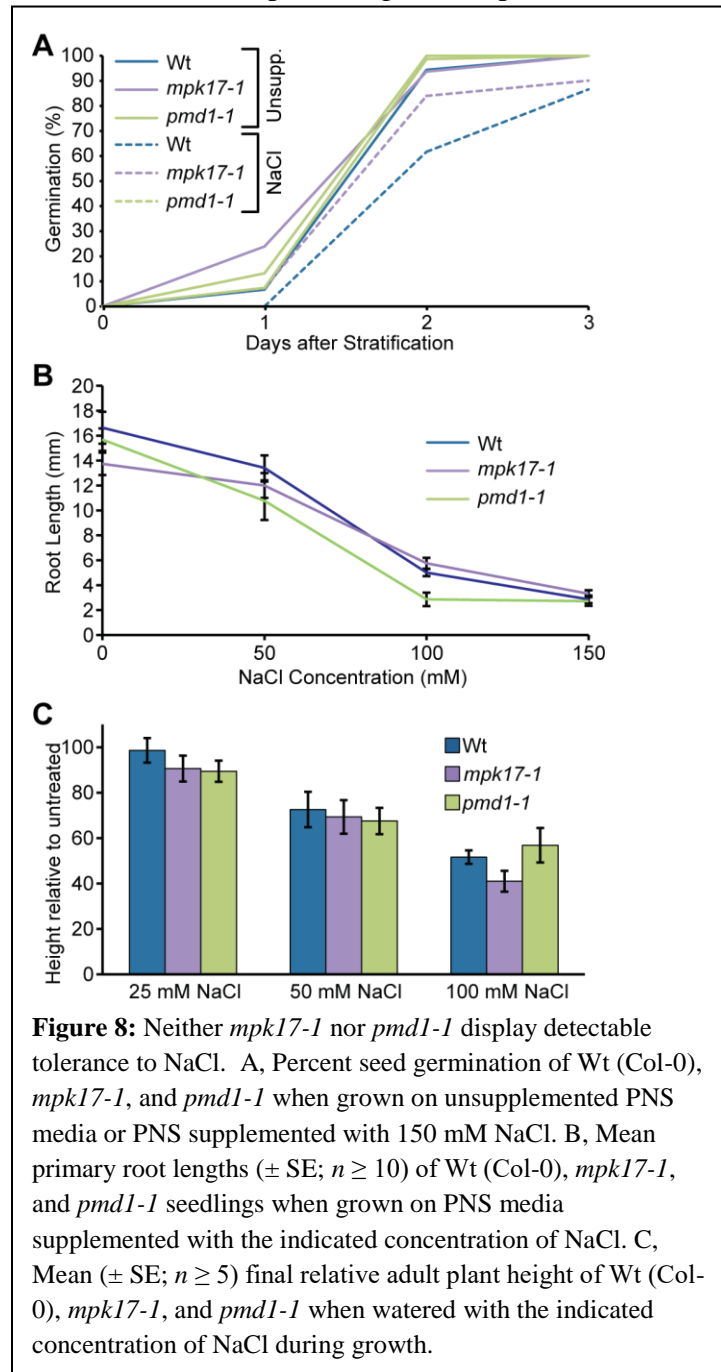 A
100
90
80
70
60
50
40
30
20
10
0
Germination (%)
Wt
mpk17-1
pmd1-1
Unsupp.
Wt
mpk17-1
pmd1-1
NaCl
0 1 2 3
Days after Stratification
B
20
18
16
14
12
10
8
6
4
2
0
Root Length (mm)
Wt
mpk17-1
pmd1-1
0 50 100 150
NaCl Concentration (mM)
C
100
80
60
40
20
0
Height relative to untreated
Wt
mpk17-1
pmd1-1
25 mM NaCl 50 mM NaCl 100 mM NaCl
Figure 8: Neither mpk17-1 nor pmd1-1 display detectable
tolerance to NaCl. A, Percent seed germination of Wt (Col-0),
mpk17-1, and pmd1-1 when grown on unsupplemented PNS
media or PNS supplemented with 150 mM NaCl. B, Mean
primary root lengths (± SE; n ≥ 10) of Wt (Col-0), mpk17-1,
and pmd1-1 seedlings when grown on PNS media
supplemented with the indicated concentration of NaCl. C,
Mean (± SE; n ≥ 5) final relative adult plant height of Wt (Col-
0), mpk17-1, and pmd1-1 when watered with the indicated
concentration of NaCl during growth.